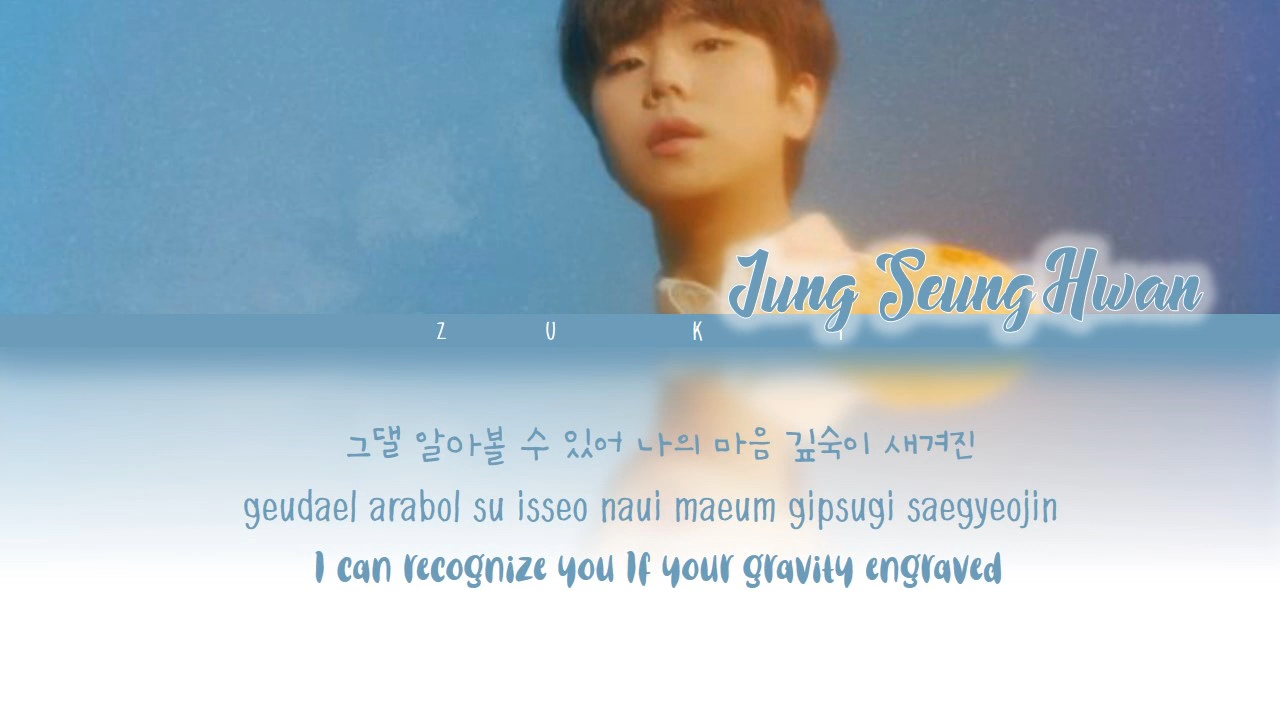 Jung Seung Hwan
Z U K I
그댈 알아볼 수 있어 나의 마음 깊숙이 새겨진
geudael arabol su isseo naui maeum gipsugi saegyeojin
I can recognize you If your gravity engraved